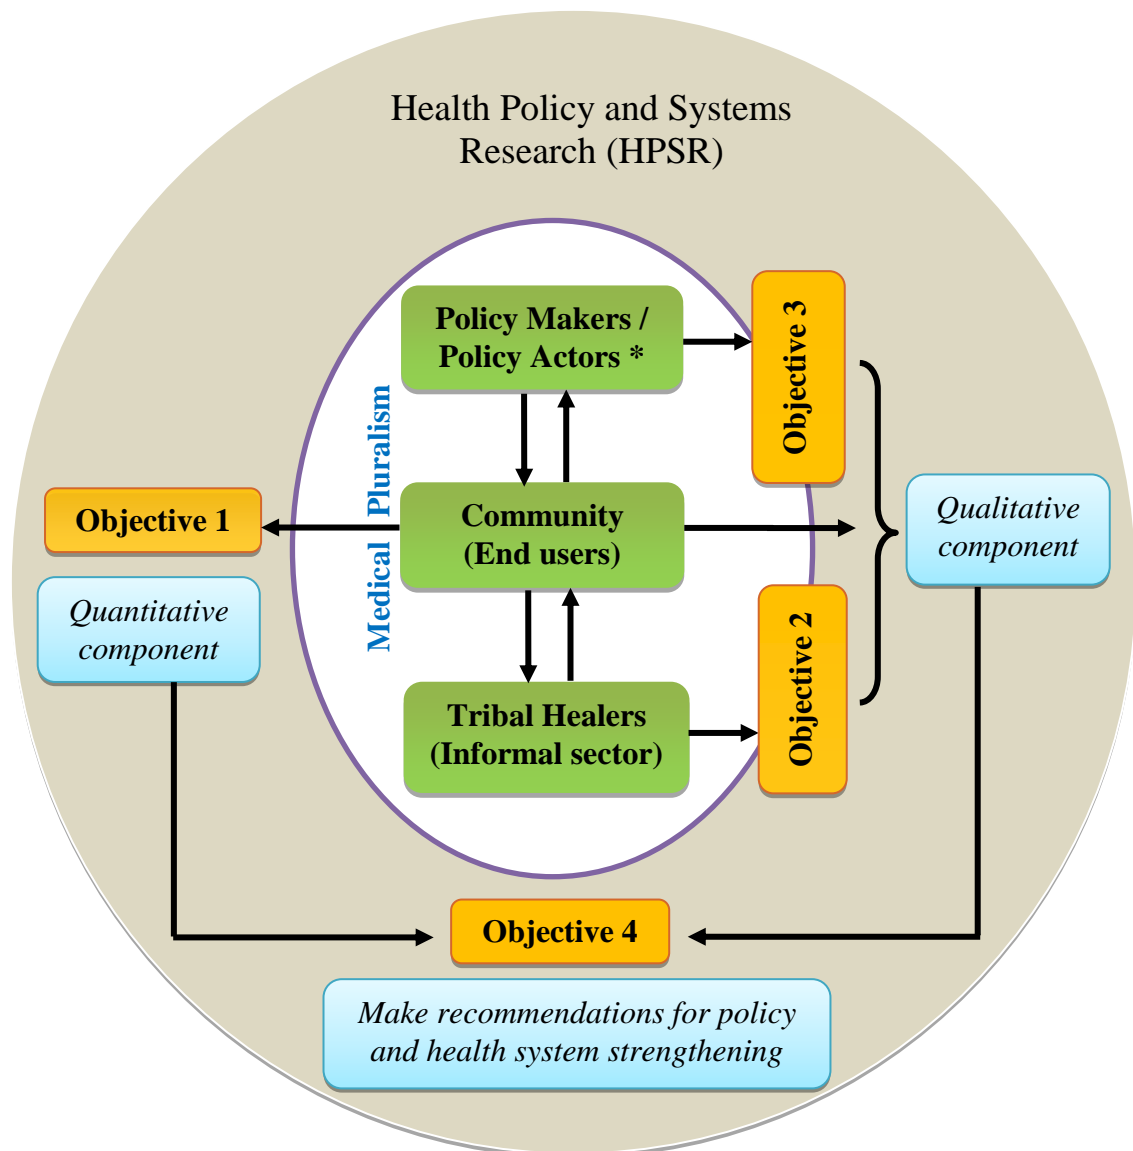 Health Policy and Systems
Research (HPSR)
Policy Makers /
Policy Actors *
Objective 3
Medical Pluralism
Objective 1
Community
(End users)
Qualitative
component
Quantitative
component
Objective 2
Tribal Healers
(Informal sector)
Objective 4
Make recommendations for policy
and health system strengthening